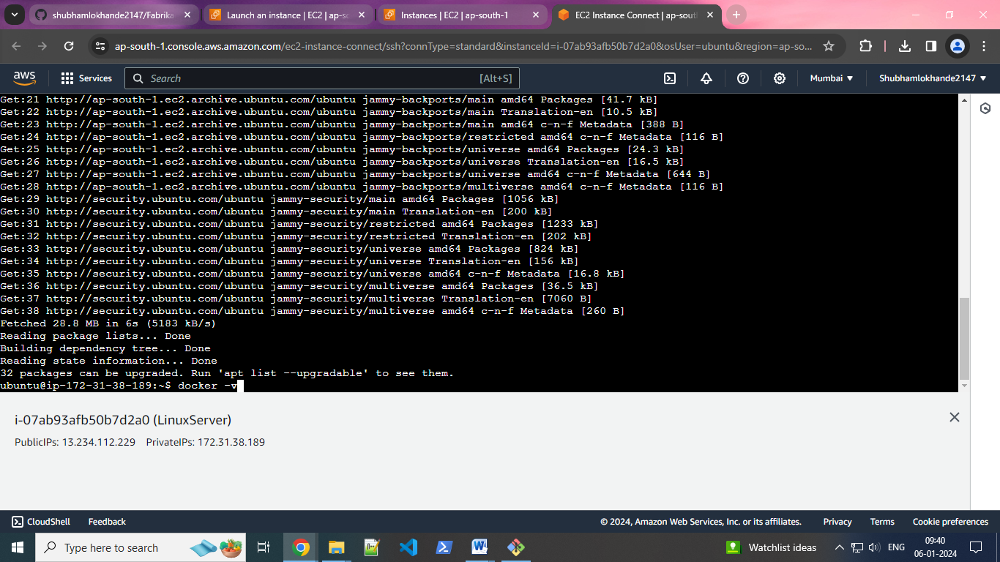 shubhamlokhande2147/Fabrika
Launch an instance | EC2 | ap-so
Instances | EC2 | ap-south-1
EC2 Instance Connect | ap-sout
ap-south-1.console.aws.amazon.com/ec2-instance-connect/ssh?connType=standard&instanceId=i-07ab93afb50b7d2a0&osUser=ubuntu&region=ap-so...
aws Services Search [Alt+S] Mumbai Shubhamlokhande2147
Get:21 http://ap-south-1.ec2.archive.ubuntu.com/ubuntu jammy-backports/main amd64 Packages [41.7 kB]
Get:22 http://ap-south-1.ec2.archive.ubuntu.com/ubuntu jammy-backports/main Translation-en [10.5 kB]
Get:23 http://ap-south-1.ec2.archive.ubuntu.com/ubuntu jammy-backports/main amd64 c-n-f Metadata [388 B]
Get:24 http://ap-south-1.ec2.archive.ubuntu.com/ubuntu jammy-backports/restricted amd64 c-n-f Metadata [116 B]
Get:25 http://ap-south-1.ec2.archive.ubuntu.com/ubuntu jammy-backports/universe amd64 Packages [24.3 kB]
Get:26 http://ap-south-1.ec2.archive.ubuntu.com/ubuntu jammy-backports/universe Translation-en [16.5 kB]
Get:27 http://ap-south-1.ec2.archive.ubuntu.com/ubuntu jammy-backports/universe amd64 c-n-f Metadata [644 B]
Get:28 http://ap-south-1.ec2.archive.ubuntu.com/ubuntu jammy-backports/multiverse amd64 c-n-f Metadata [116 B]
Get:29 http://security.ubuntu.com/ubuntu jammy-security/main amd64 Packages [1056 kB]
Get:30 http://security.ubuntu.com/ubuntu jammy-security/main Translation-en [200 kB]
Get:31 http://security.ubuntu.com/ubuntu jammy-security/restricted amd64 Packages [1233 kB]
Get:32 http://security.ubuntu.com/ubuntu jammy-security/restricted Translation-en [202 kB]
Get:33 http://security.ubuntu.com/ubuntu jammy-security/universe amd64 Packages [824 kB]
Get:34 http://security.ubuntu.com/ubuntu jammy-security/universe Translation-en [156 kB]
Get:35 http://security.ubuntu.com/ubuntu jammy-security/universe amd64 c-n-f Metadata [16.8 kB]
Get:36 http://security.ubuntu.com/ubuntu jammy-security/multiverse amd64 Packages [36.5 kB]
Get:37 http://security.ubuntu.com/ubuntu jammy-security/multiverse Translation-en [7060 B]
Get:38 http://security.ubuntu.com/ubuntu jammy-security/multiverse amd64 c-n-f Metadata [260 B]
Fetched 28.8 MB in 6s (5183 kB/s)
Reading package lists... Done
Building dependency tree... Done
Reading state information... Done
32 packages can be upgraded. Run 'apt list --upgradable' to see them.
ubuntu@ip-172-31-38-189:~$ docker -v
i-07ab93afb50b7d2a0 (LinuxServer)
PublicIPs: 13.234.112.229 PrivateIPs: 172.31.38.189
CloudShell Feedback © 2024, Amazon Web Services, Inc. or its affiliates. Privacy Terms Cookie preferences
Type here to search Watchlist ideas ENG 09:40
06-01-2024